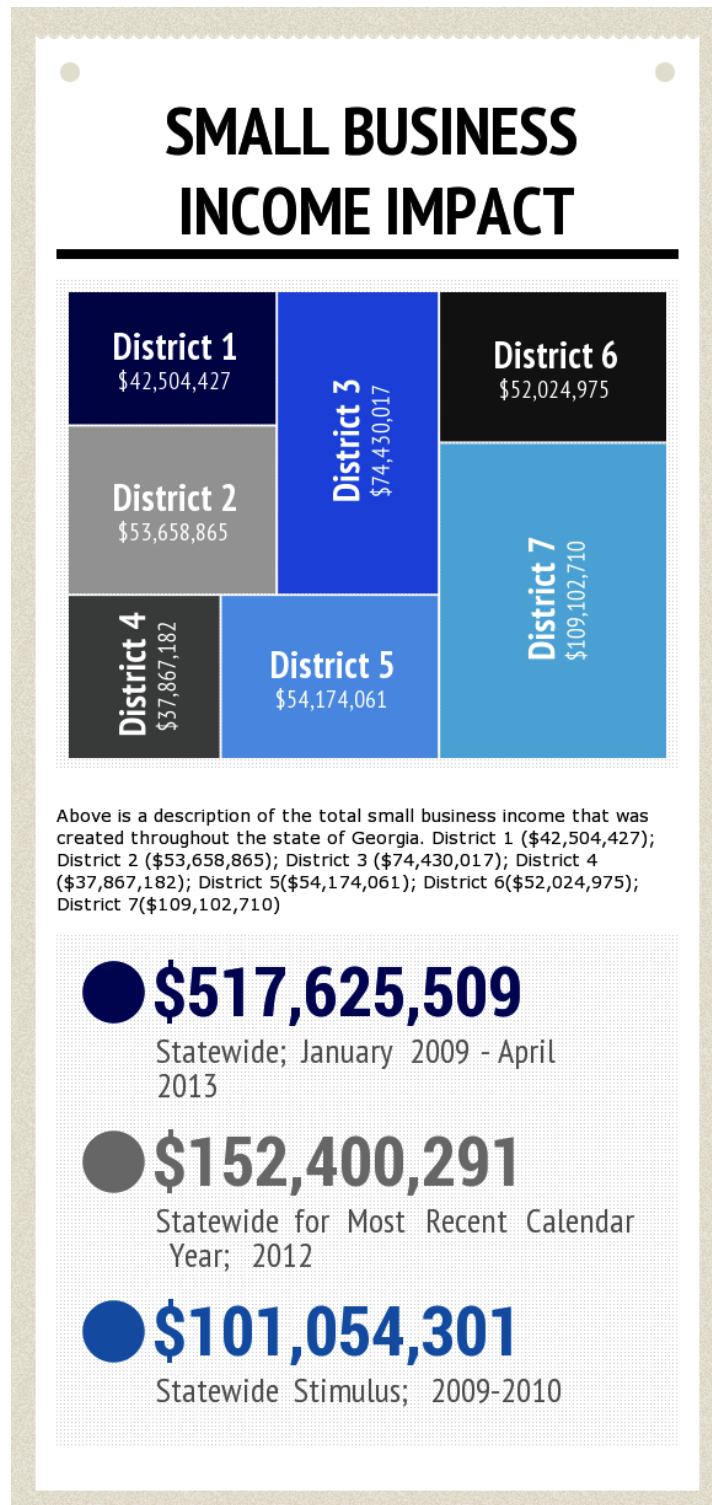 SMALL BUSINESS
INCOME IMPACT
District 1
$42,504,427
District 2
$53,658,865
District 3
$74,430,017
District 4
$37,867,182
District 5
$54,174,061
District 6
$52,024,975
District 7
$109,102,710
Above is a description of the total small business income that was
created throughout the state of Georgia. District 1 ($42,504,427);
District 2 ($53,658,865); District 3 ($74,430,017); District 4
($37,867,182); District 5($54,174,061); District 6($52,024,975);
District 7($109,102,710)
$517,625,509
Statewide; January 2009 - April
2013
$152,400,291
Statewide for Most Recent Calendar
Year; 2012
$101,054,301
Statewide Stimulus; 2009-2010